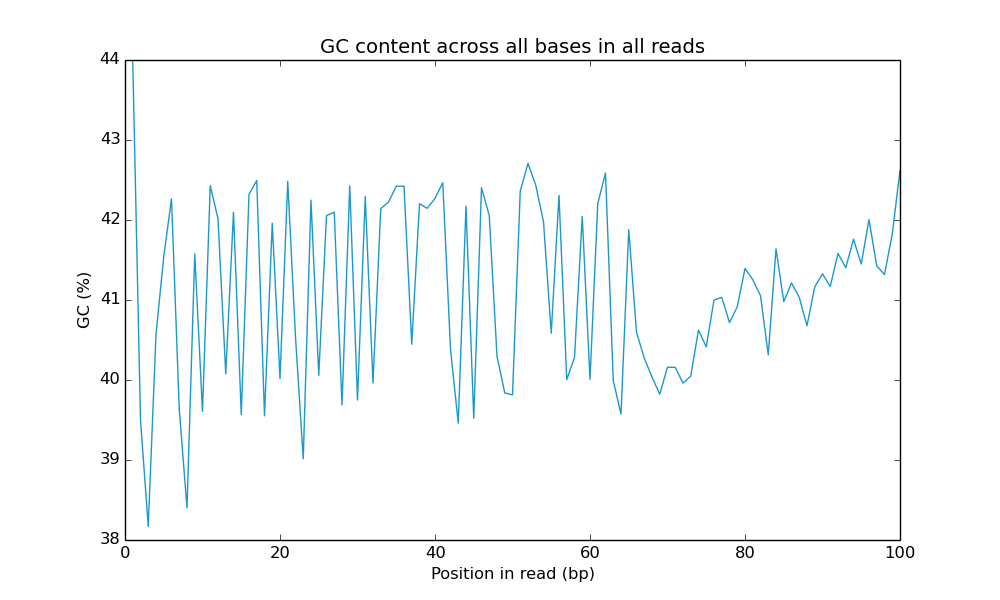 GC content across all bases in all reads
44
43
42
41
40
39
38
GC (%)
0 20 40 60 80 100
Position in read (bp)